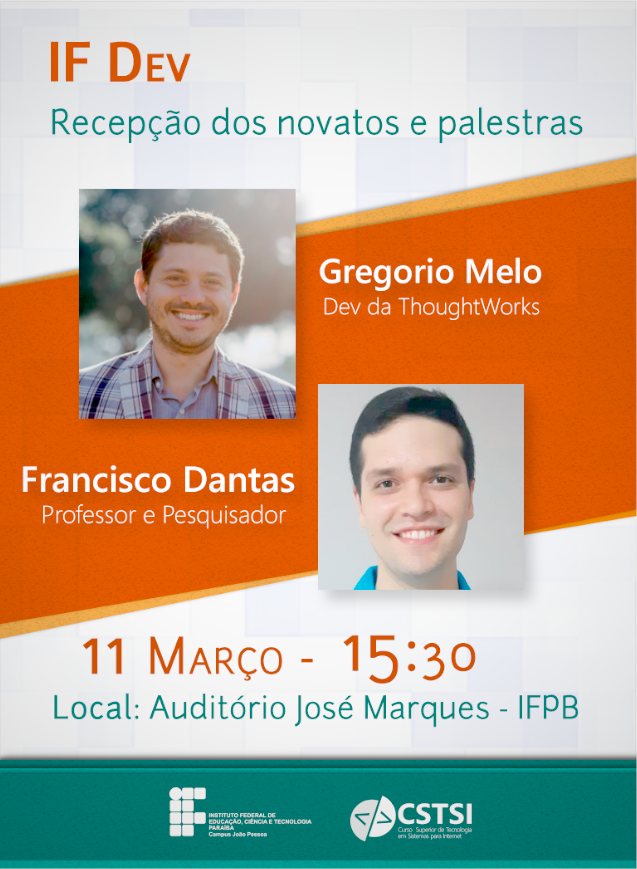 IF DEV
Recepção dos novatos e palestras
Gregorio Melo
Dev da ThoughtWorks
Francisco Dantas
Professor e Pesquisador
11 MARÇO - 15:30
Local: Auditório José Marques - IFPB
INSTITUTO FEDERAL DE
EDUCAÇÃO, CIÊNCIA E TECNOLOGIA
PARAÍBA
Campus João Pessoa
CSTSI
Curso Superior de Tecnologia
em Sistemas para Internet